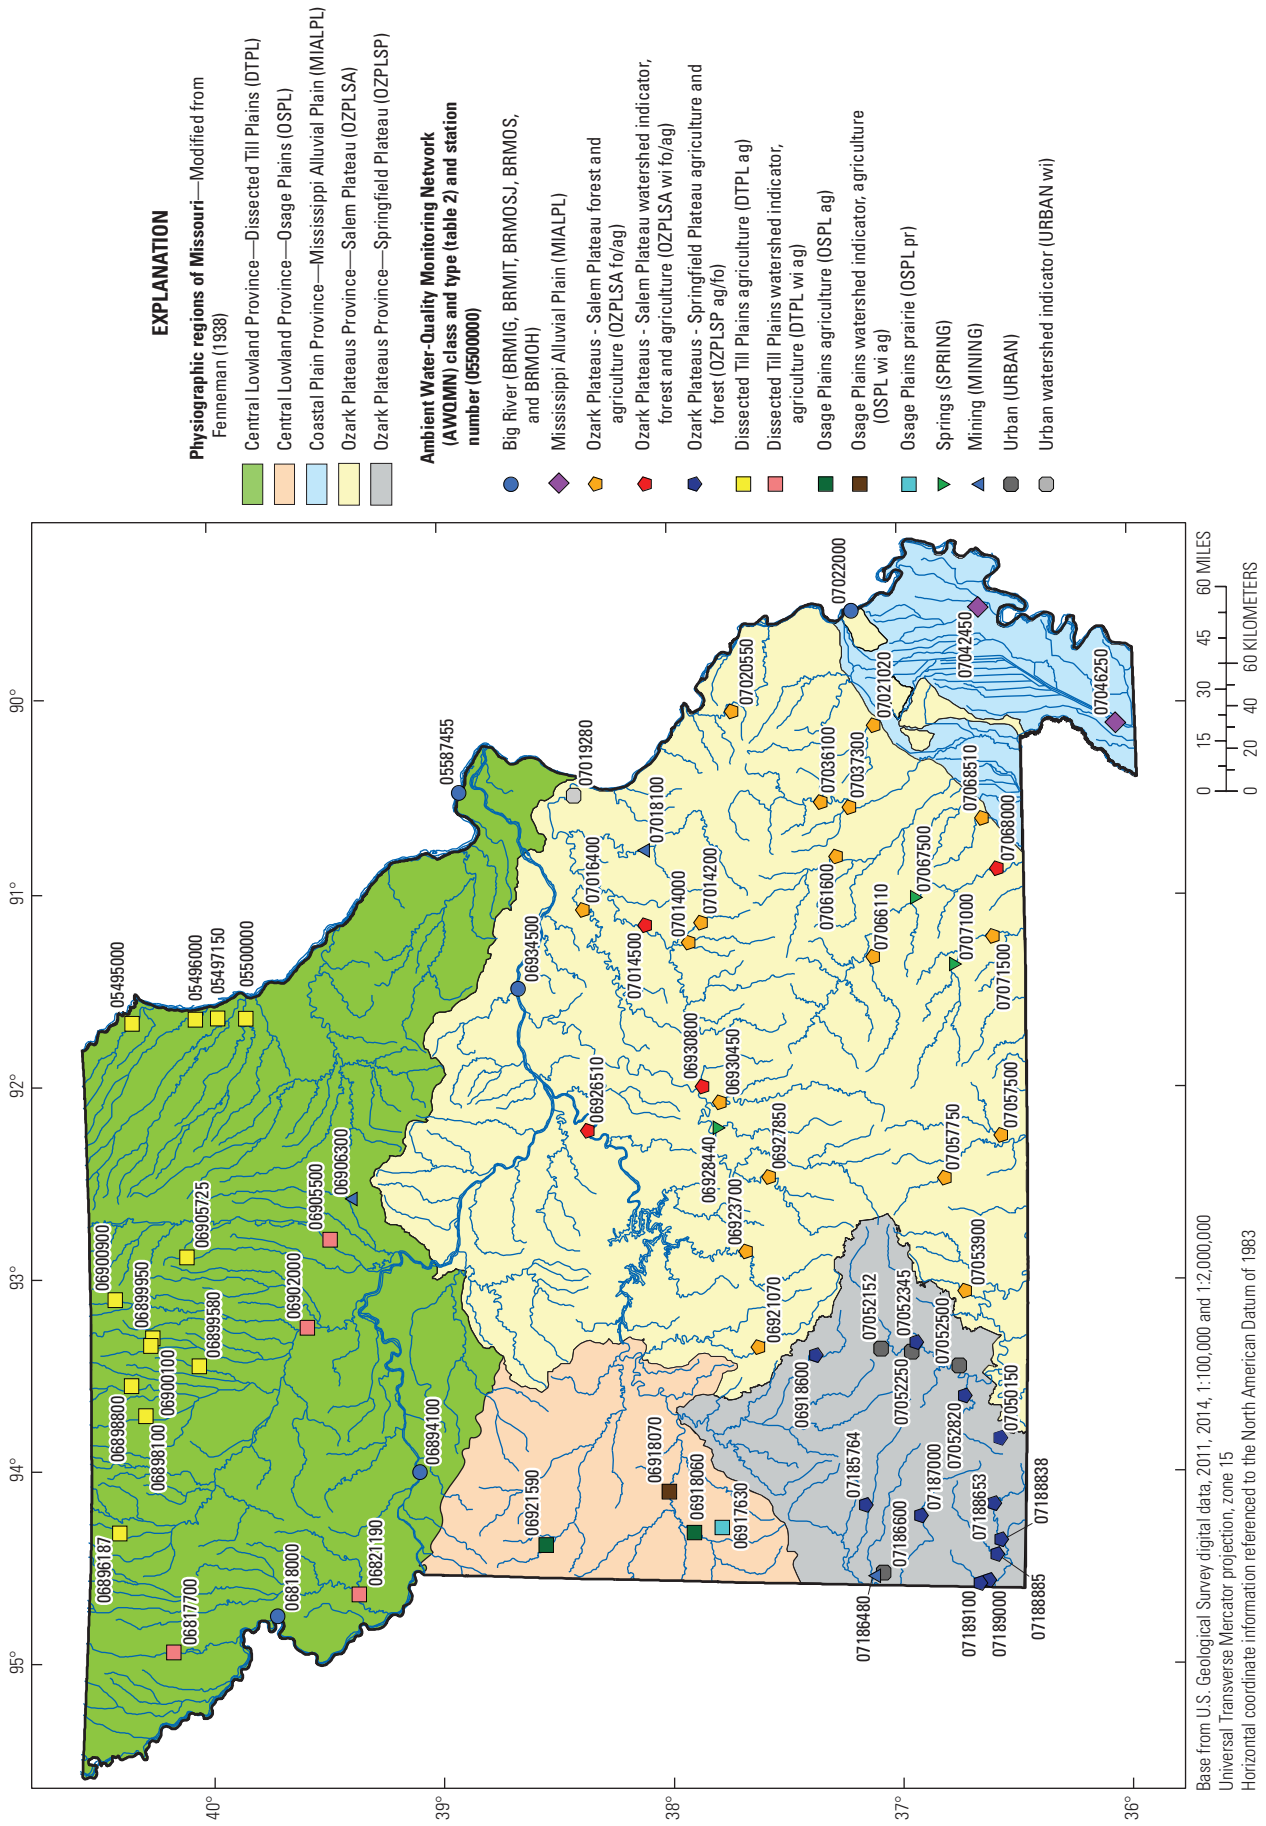 95°
94°
93°
92°
91°
90°
40°
39°
38°
37°
36°
05495000
05496000
05497150
05500000
06900900
06899950
06905725
06899580
06898800
06900100
06898100
06896187
06817700
06818000
06821190
06902000
06905500
06906300
06894100
05587455
07019280
06934500
07016400
07018100
06926510
07014500
07014000
07014200
07020550
07022000
07021020
07042450
07046250
07036100
07037300
07061600
07066110
07067500
07068510
07068000
07071000
07071500
06930800
06930450
06928440
06927850
06923700
06921070
07057750
07057500
07053900
06921590
06918070
06918060
06917630
06918600
07052152
07052345
07052250
07052500
07052820
07050150
07185764
07187000
07186600
07186480
07188653
07188838
07188885
07189100
07189000
EXPLANATION
Physiographic regions of Missouri—Modified from
Fenneman (1938)
Central Lowland Province—Dissected Till Plains (DTPL)
Central Lowland Province—Osage Plains (OSPL)
Coastal Plain Province—Mississippi Alluvial Plain (MIALPL)
Ozark Plateaus Province—Salem Plateau (OZPLSA)
Ozark Plateaus Province—Springfield Plateau (OZPLSP)
Ambient Water-Quality Monitoring Network
(AWQMN) class and type (table 2) and station
number (05500000)
Big River (BRMIG, BRMIT, BRMOSJ, BRMOS,
and BRMOH)
Mississippi Alluvial Plain (MIALPL)
Ozark Plateaus - Salem Plateau forest and
agriculture (OZPLSA fo/ag)
Ozark Plateaus - Salem Plateau watershed indicator,
forest and agriculture (OZPLSA wi fo/ag)
Ozark Plateaus - Springfield Plateau agriculture and
forest (OZPLSP ag/fo)
Dissected Till Plains agriculture (DTPL ag)
Dissected Till Plains watershed indicator,
agriculture (DTPL wi ag)
Osage Plains agriculture (OSPL ag)
Osage Plains watershed indicator, agriculture
(OSPL wi ag)
Osage Plains prairie (OSPL pr)
Springs (SPRING)
Mining (MINING)
Urban (URBAN)
Urban watershed indicator (URBAN wi)
0 15 30 45 60 MILES
0 20 40 60 KILOMETERS
Base from U.S. Geological Survey digital data, 2011, 2014, 1:100,000 and 1:2,000,000
Universal Transverse Mercator projection, zone 15
Horizontal coordinate information referenced to the North American Datum of 1983